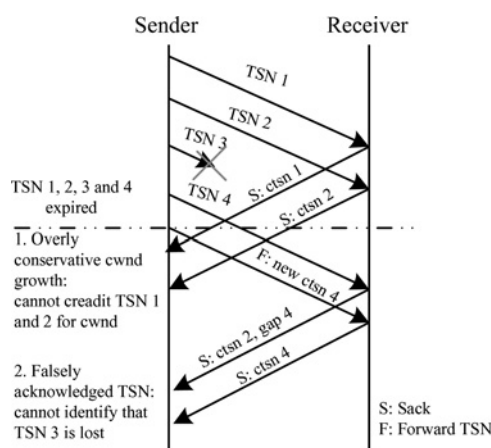 Sender
Receiver
TSN 1
TSN 2
TSN 3
TSN 4
S: ctsn 1
S: ctsn 2
TSN 1, 2, 3 and 4
expired
1. Overly
conservative cwnd
growth:
cannot creadit TSN 1
and 2 for cwnd
F: new ctsn 4
S: ctsn 2, gap 4
S: ctsn 4
2. Falsely
acknowledged TSN:
cannot identify that
TSN 3 is lost
S: Sack
F: Forward TSN